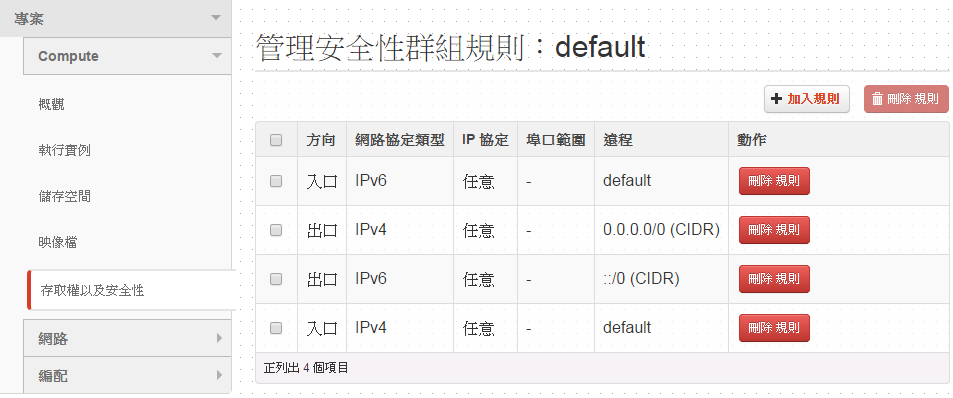 專案
Compute
概觀
執行實例
儲存空間
映像檔
存取權以及安全性
網路
編配
管理安全性群組規則：default
加入規則 刪除 規則
方向 網路協定類型 IP 協定 埠口範圍 遠程 動作
入口 IPv6 任意 - default 刪除 規則
出口 IPv4 任意 - 0.0.0.0/0 (CIDR) 刪除 規則
出口 IPv6 任意 - ::/0 (CIDR) 刪除 規則
入口 IPv4 任意 - default 刪除 規則
正列出 4 個項目